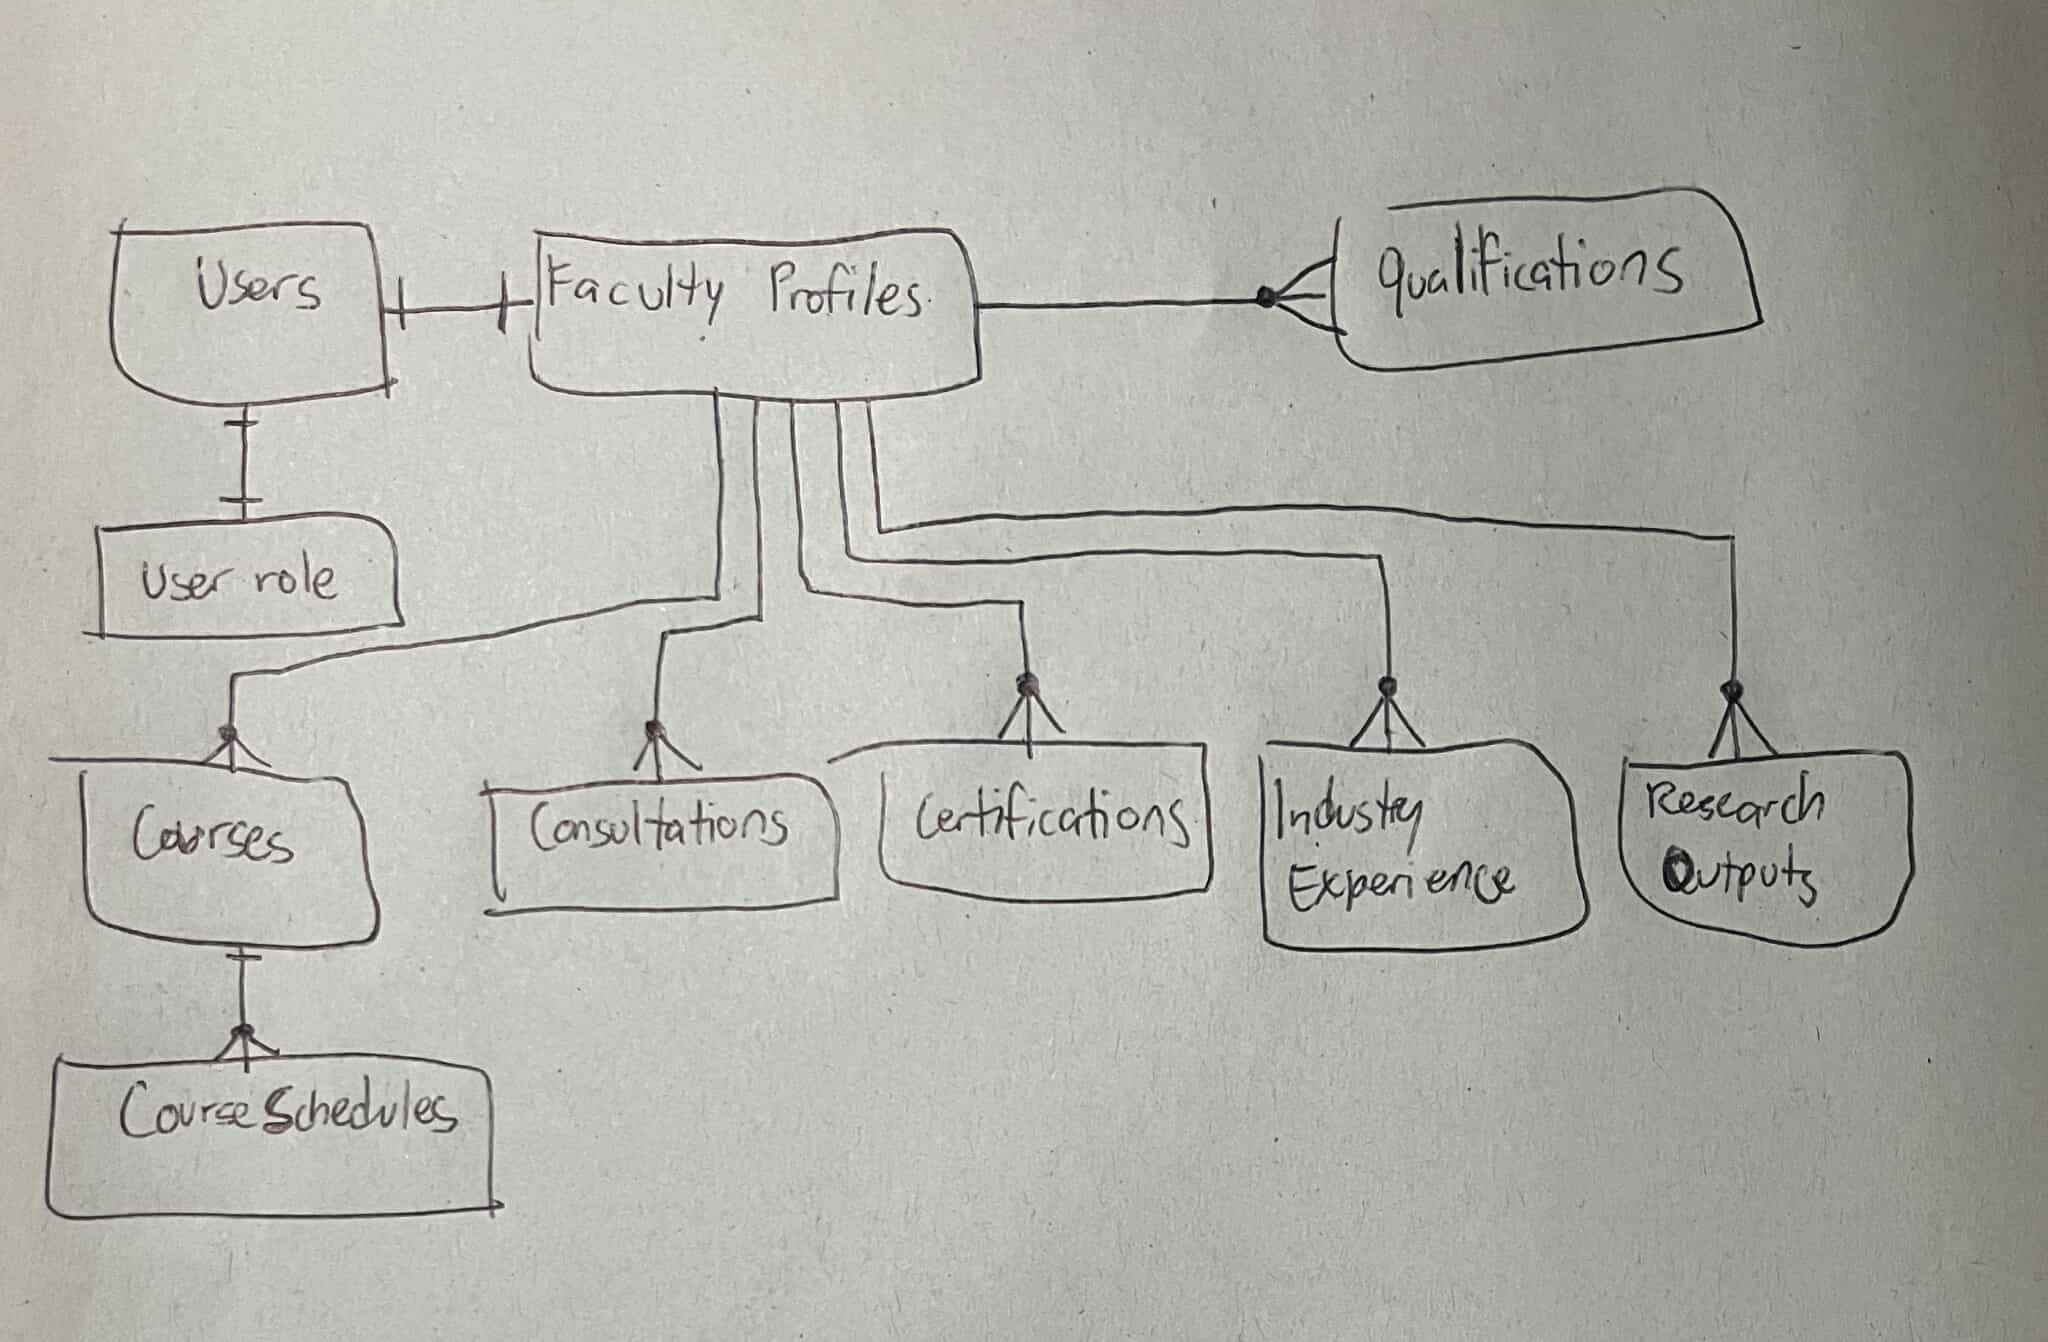 Users
Faculty Profiles
Qualifications
User role
Courses
Consultations
Certifications
Industry
Experience
Research
Outputs
Course Schedules